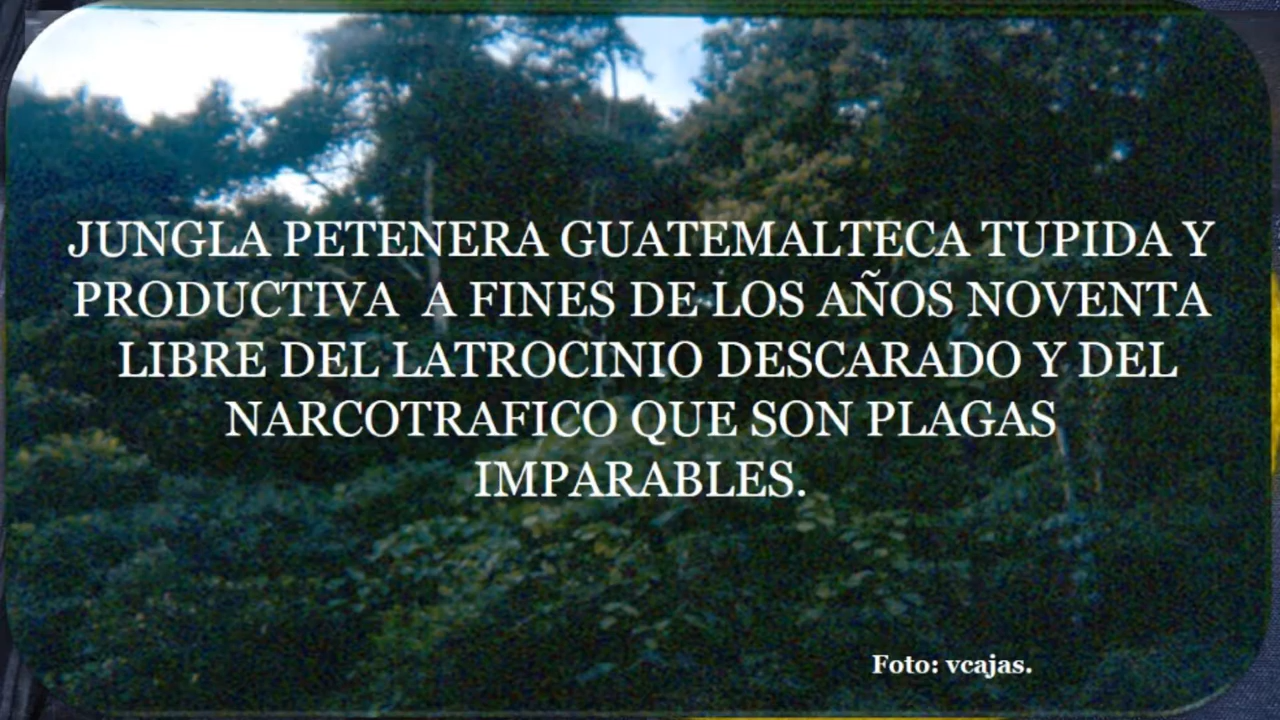 JUNGLA PETENERA GUATEMALTECA TUPIDA Y
PRODUCTIVA A FINES DE LOS AÑOS NOVENTA
LIBRE DEL LATROCINIO DESCARADO Y DEL
NARCOTRAFICO QUE SON PLAGAS
IMPARABLES.
Foto: vcajas.